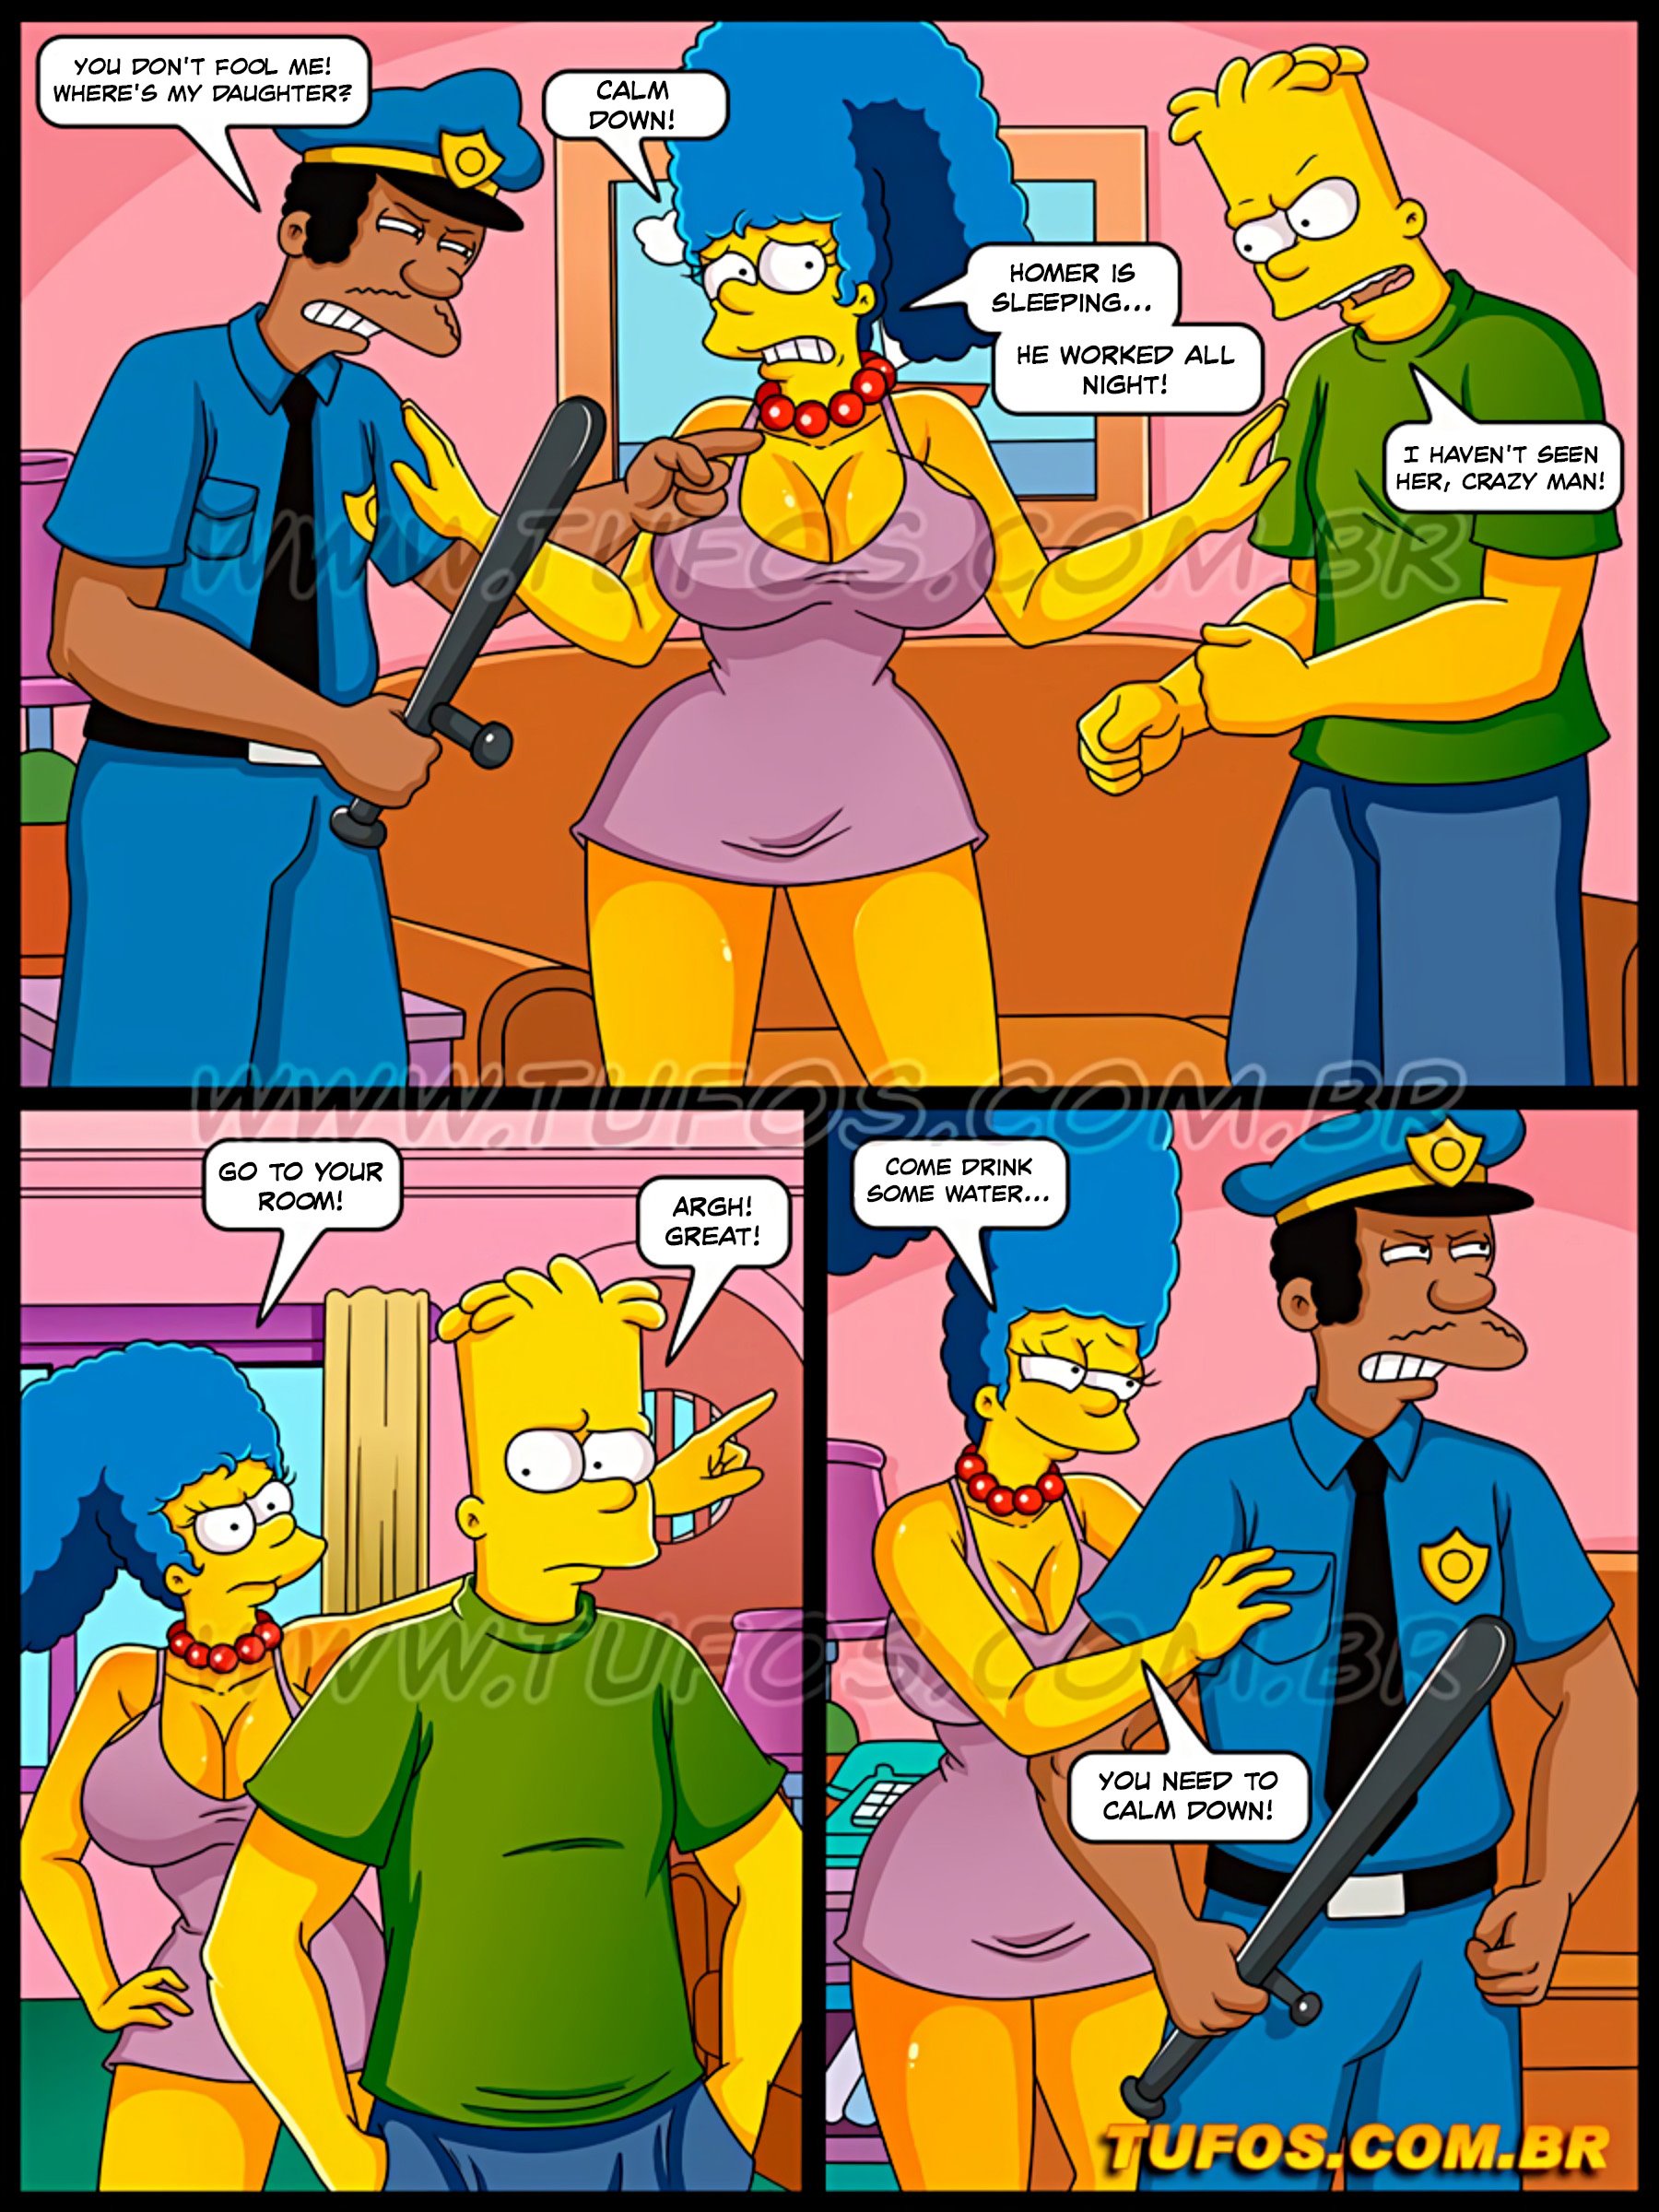 YOU DON'T FOOL ME!
WHERE'S MY DAUGHTER?
CALM
DOWN!
HOMER IS
SLEEPING...
HE WORKED ALL
NIGHT!
I HAVEN'T SEEN
HER, CRAZY MAN!
WWW.TUFOS.COM.BR
WWW.TUFOS.COM.BR
GO TO YOUR
ROOM!
ARGH!
GREAT!
COME DRINK
SOME WATER...
WWW.TUFOS.COM.BR
YOU NEED TO
CALM DOWN!
TUFOS.COM.BR